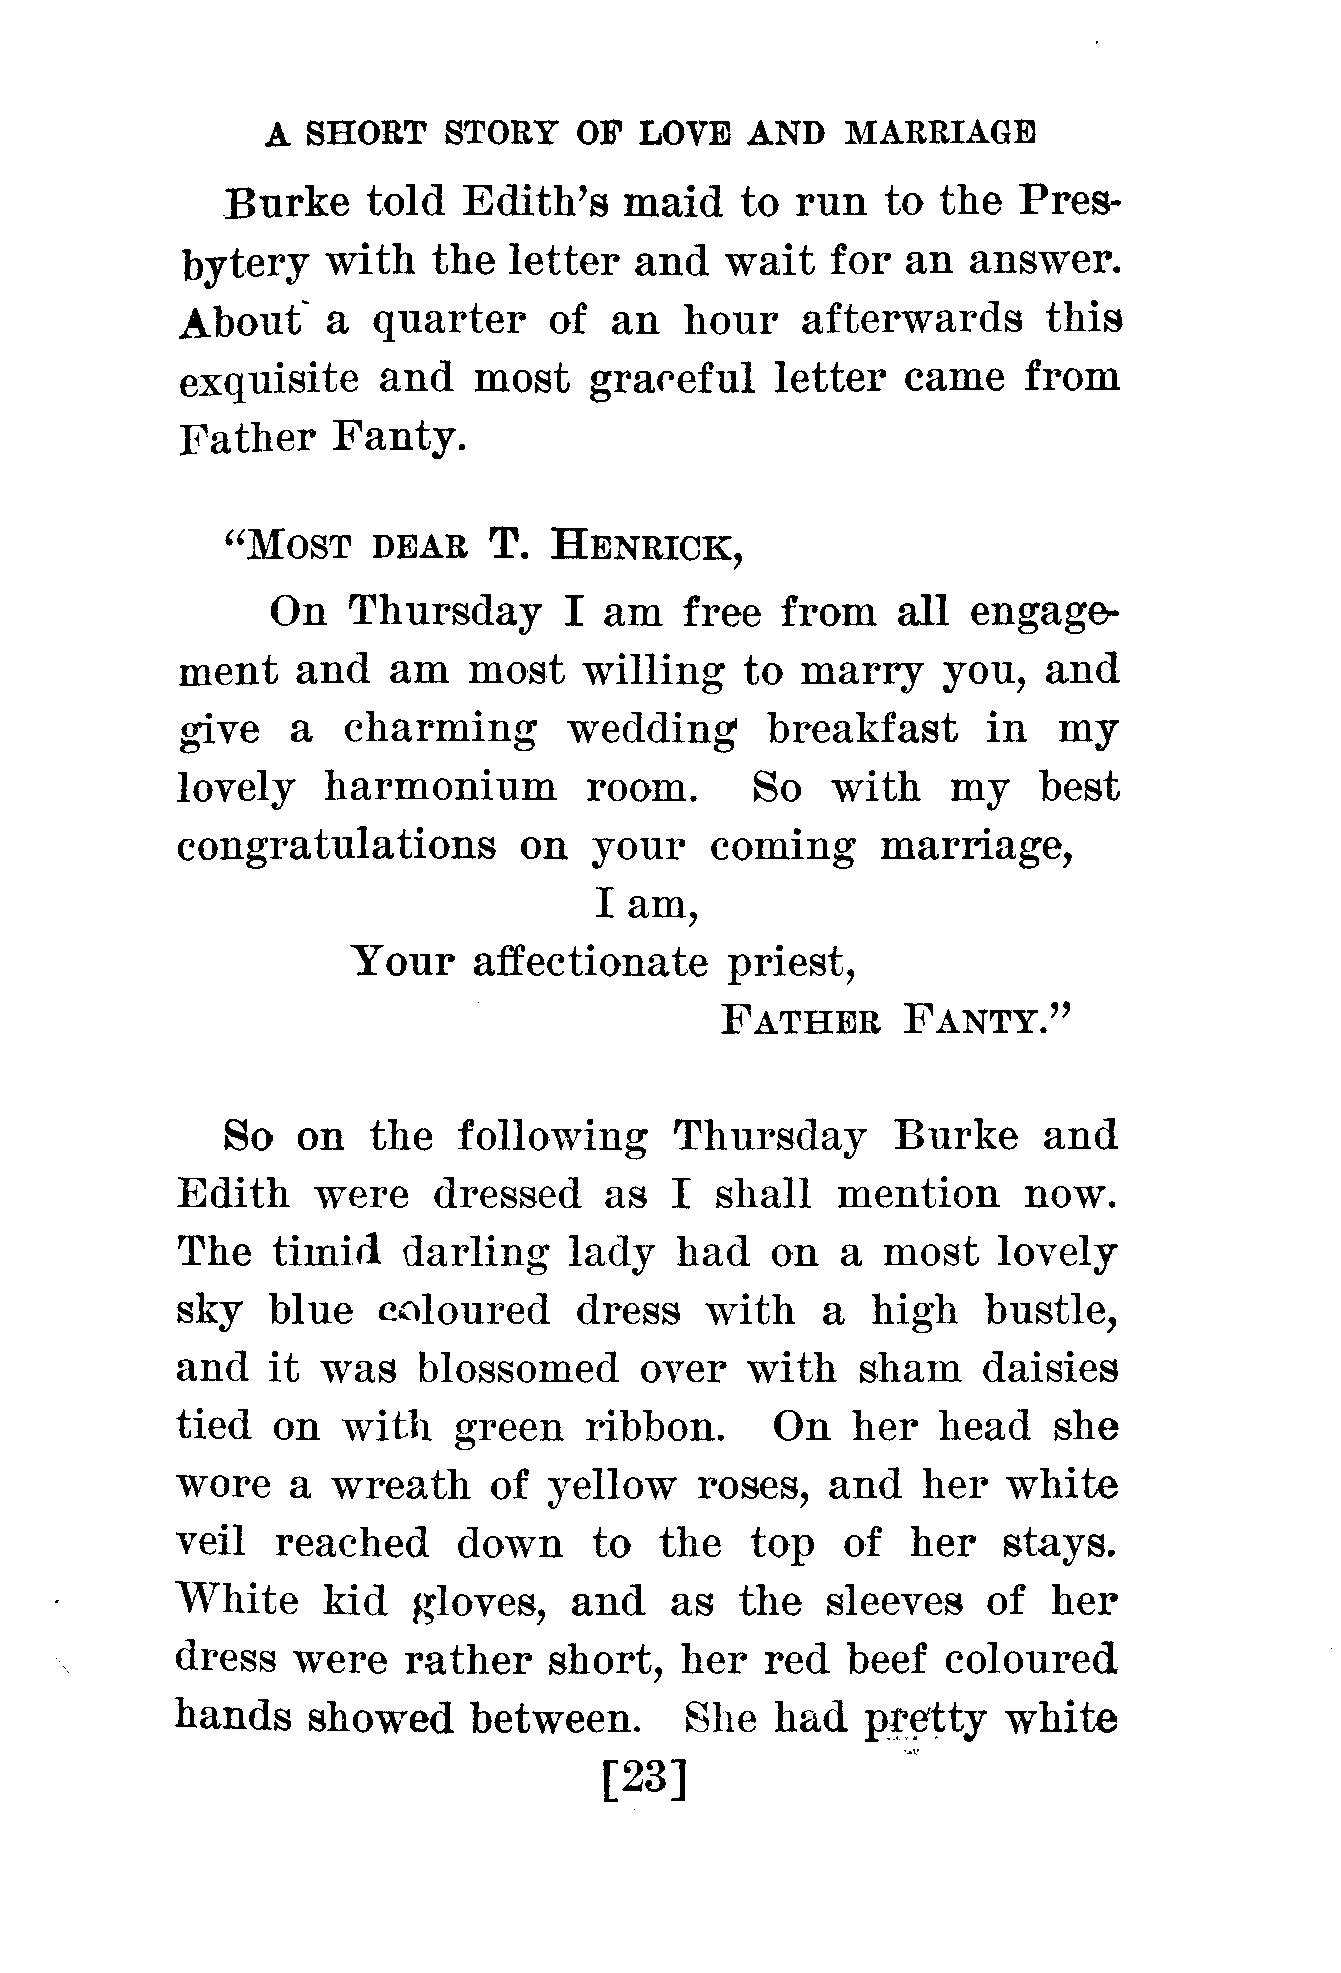 A SHORT STORY OF LOVE AND MARRIAGE
Burke told Edith's maid to run to the Pres-
bytery with the letter and wait for an answer.
About a quarter of an hour afterwards this
exquisite and most graceful letter came from
Father Fanty.
"MOST DEAR T. HENRICK,
On Thursday I am free from all engage-
ment and am most willing to marry you, and
give a charming wedding breakfast in my
lovely harmonium room. So with my best
congratulations on your coming marriage,
I am,
Your affectionate priest,
FATHER FANTY."
So on the following Thursday Burke and
Edith were dressed as I shall mention now.
The timid darling lady had on a most lovely
sky blue coloured dress with a high bustle,
and it was blossomed over with sham daisies
tied on with green ribbon. On her head she
wore a wreath of yellow roses, and her white
veil reached down to the top of her stays.
White kid gloves, and as the sleeves of her
dress were rather short, her red beef coloured
hands showed between. She had pretty white
[23]